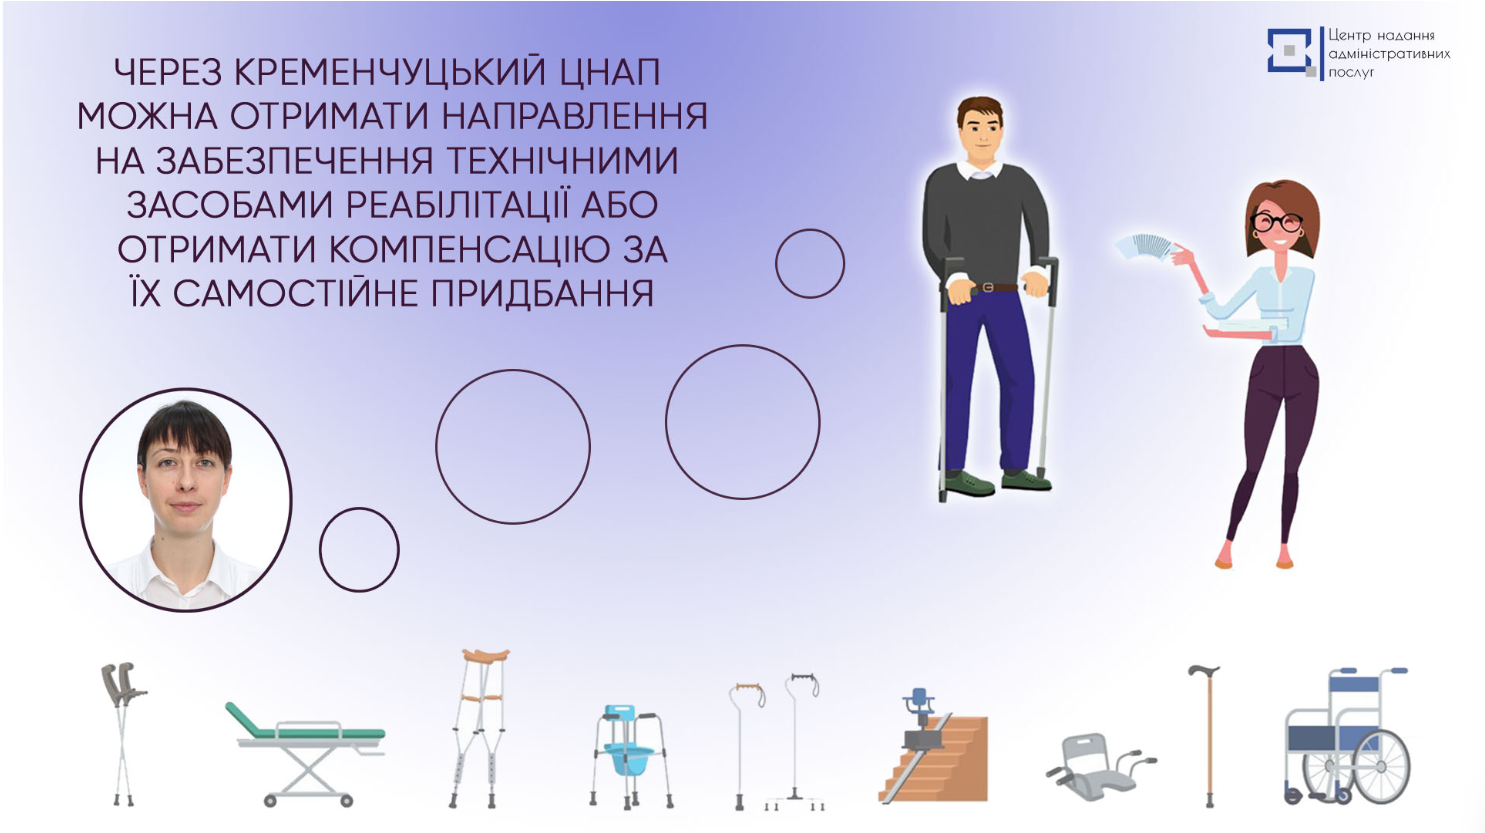 ЧЕРЕЗ КРЕМЕНЧУЦЬКИЙ ЦНАП
МОЖНА ОТРИМАТИ НАПРАВЛЕННЯ
НА ЗАБЕЗПЕЧЕННЯ ТЕХНІЧНИМИ
ЗАСОБАМИ РЕАБІЛІТАЦІЇ АБО
ОТРИМАТИ КОМПЕНСАЦІЮ ЗА
ЇХ САМОСТІЙНЕ ПРИДБАННЯ
Центр надання
адміністративних
послуг